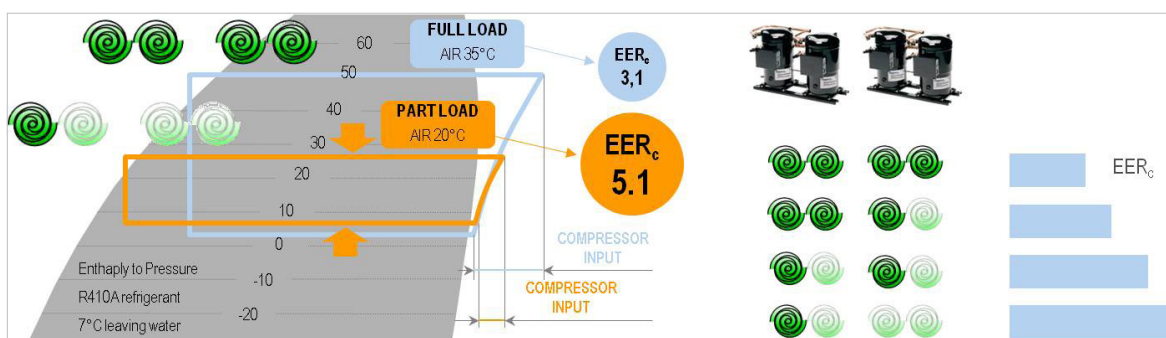 FULL LOAD
AIR 35°C
EERc
3,1
60
50
40
PART LOAD
AIR 20°C
30
EERc
5.1
20
10
0
-10
-20
COMPRESSOR
INPUT
COMPRESSOR
INPUT
Enthaply to Pressure
R410A refrigerant
7°C leaving water
EERc